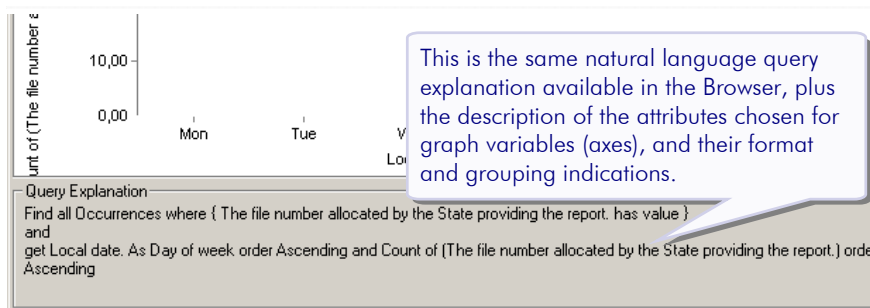 unt of (The file number a
10,00
0,00
Mon Tue
This is the same natural language query
explanation available in the Browser, plus
the description of the attributes chosen for
graph variables (axes), and their format
and grouping indications.
Query Explanation
Find all Occurrences where { The file number allocated by the State providing the report. has value }
and
get Local date. As Day of week order Ascending and Count of (The file number allocated by the State providing the report.) orde
Ascending